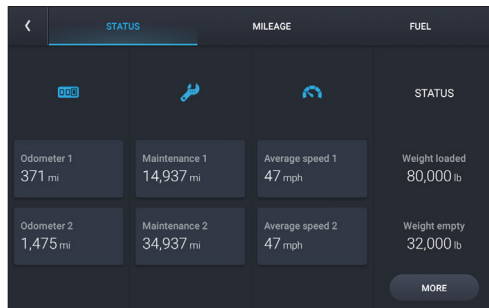 STATUS
MILEAGE
FUEL
STATUS
Odometer 1
371 mi
Maintenance 1
14,937 mi
Average speed 1
47 mph
Weight loaded
80,000 lb
Odometer 2
1,475 mi
Maintenance 2
34,937 mi
Average speed 2
47 mph
Weight empty
32,000 lb
MORE